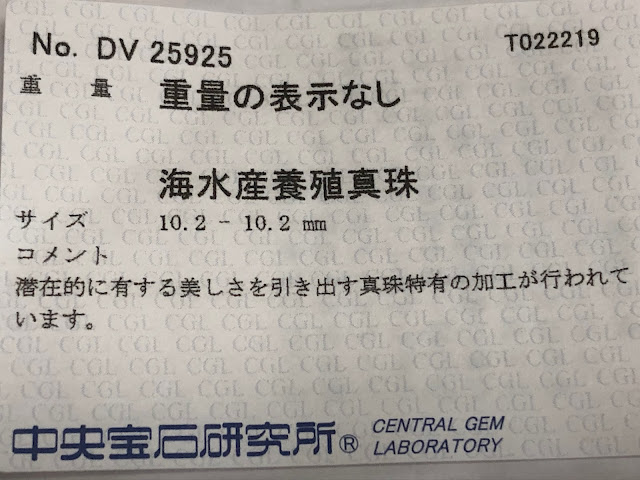 No. DV 25925
T022219
重 量 重量の表示なし
海水産養殖真珠
サイズ 10.2 - 10.2 mm
コメント
潜在的に有する美しさを引き出す真珠特有の加工が行われて
います。
中央宝石研究所® CENTRAL GEM
LABORATORY